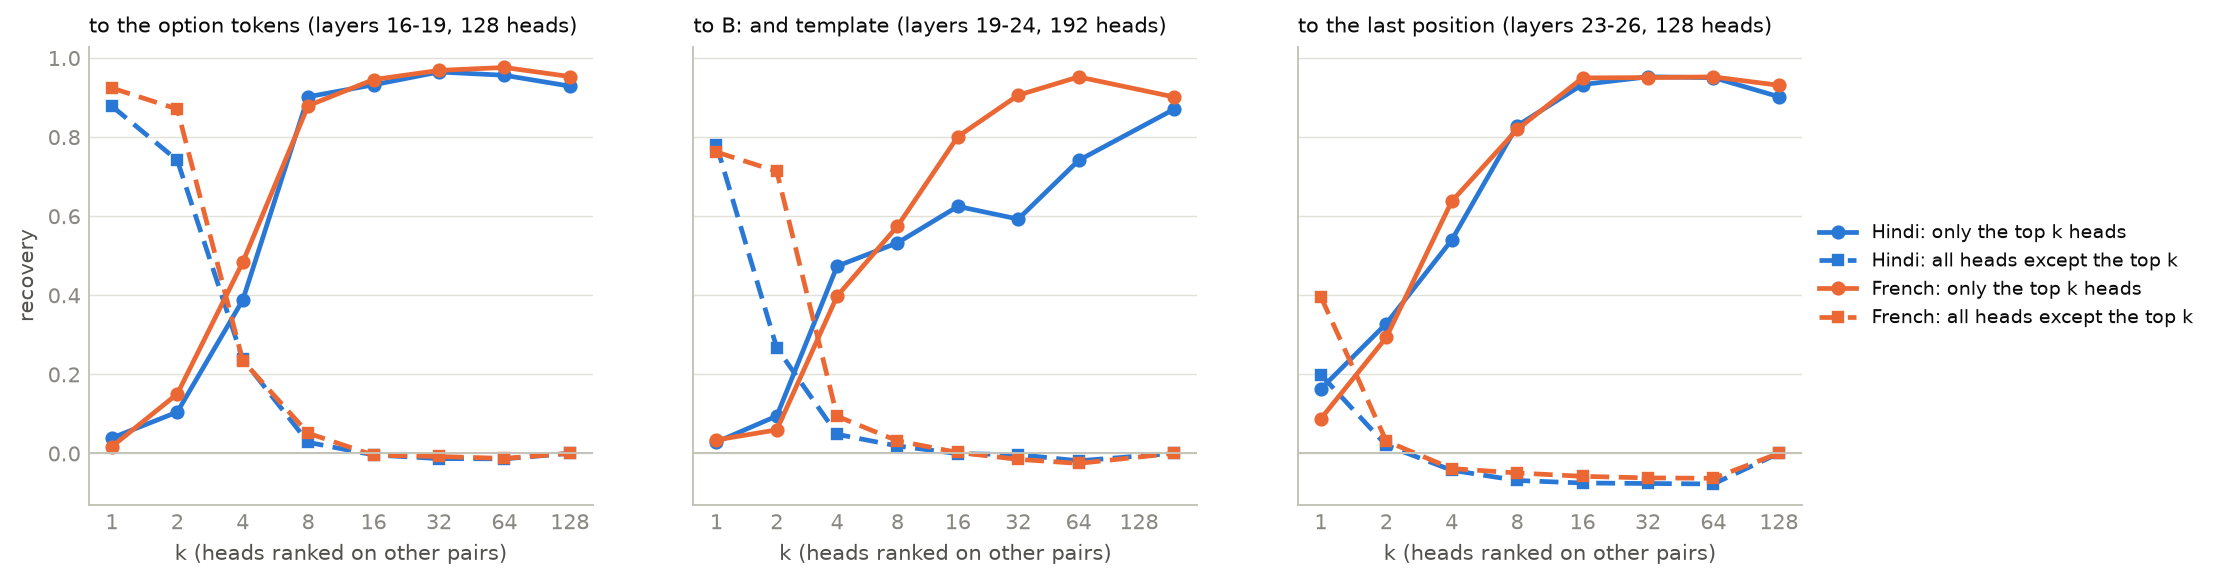 to the option tokens (layers 16-19, 128 heads)
to B: and template (layers 19-24, 192 heads)
to the last position (layers 23-26, 128 heads)
recovery
1.0
0.8
0.6
0.4
0.2
0.0
1 2 4 8 16 32 64 128
1 2 4 8 16 32 64 128
1 2 4 8 16 32 64 128
k (heads ranked on other pairs)
k (heads ranked on other pairs)
k (heads ranked on other pairs)
Hindi: only the top k heads
Hindi: all heads except the top k
French: only the top k heads
French: all heads except the top k